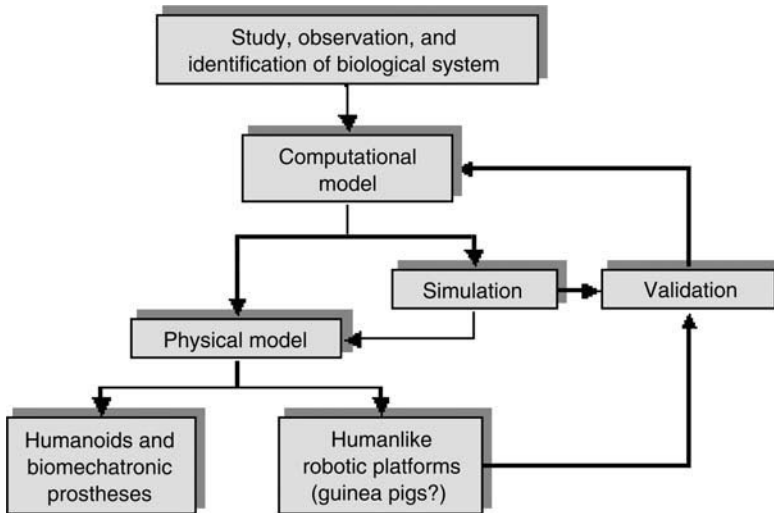 Study, observation, and
identification of biological system
Computational
model
Simulation
Validation
Physical model
Humanoids and
biomechatronic
prostheses
Humanlike
robotic platforms
(guinea pigs?)